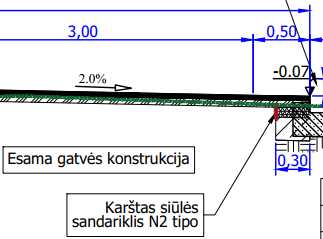 3,00
0,50
-0.07
2.0%
Esama gatvės konstrukcija
0,30
Karštas siūlės
sandariklis N2 tipo